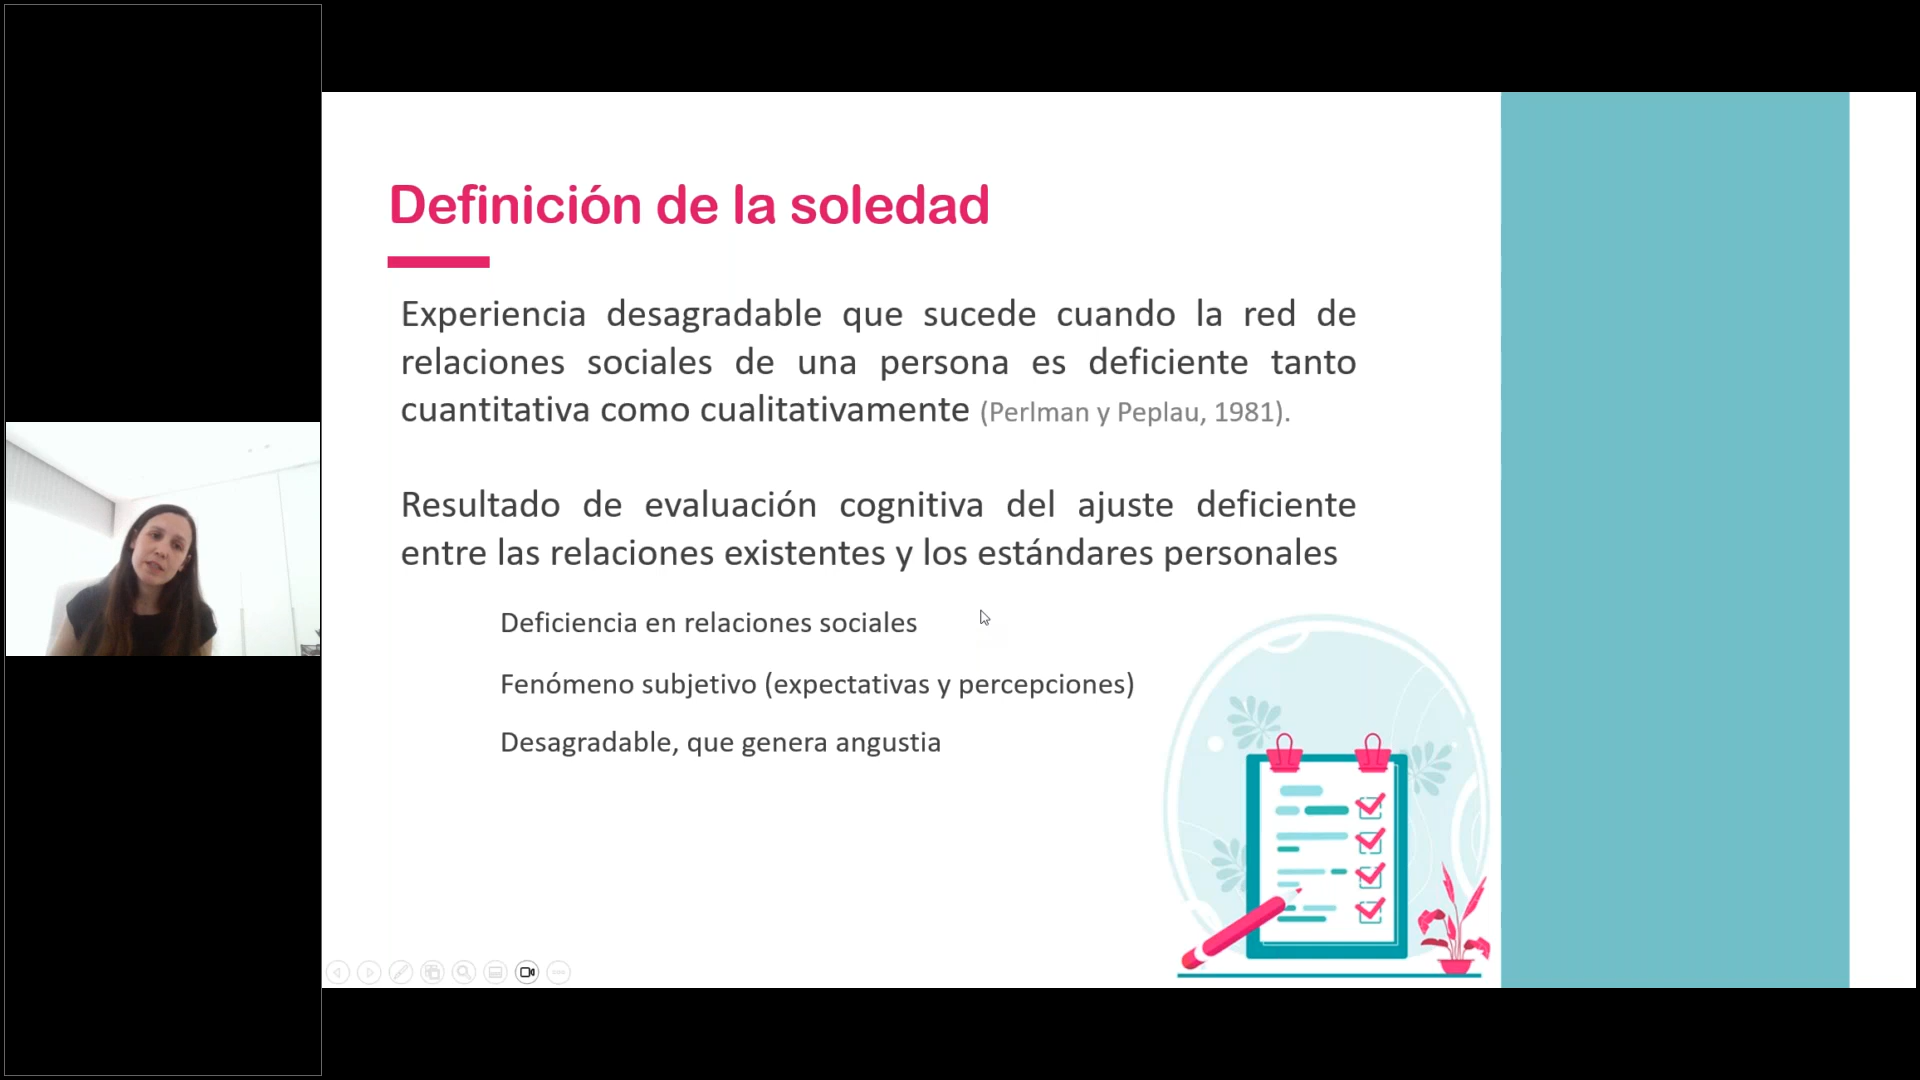 Definición de la soledad
Experiencia desagradable que sucede cuando la red de
relaciones sociales de una persona es deficiente tanto
cuantitativa como cualitativamente (Perlman y Peplau, 1981).
Resultado de evaluación cognitiva del ajuste deficiente
entre las relaciones existentes y los estándares personales
Deficiencia en relaciones sociales
Fenómeno subjetivo (expectativas y percepciones)
Desagradable, que genera angustia